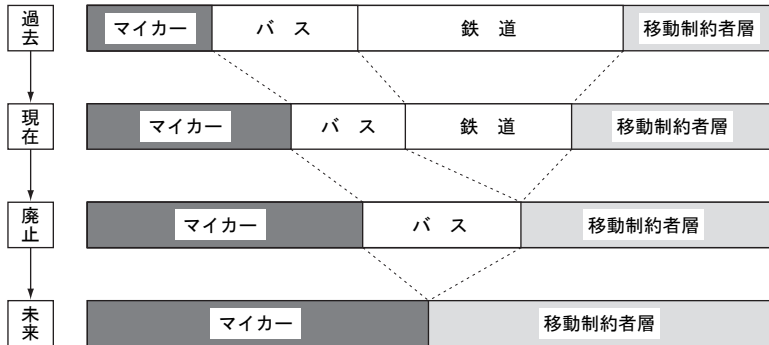 過去
マイカー
バ ス
鉄 道
移動制約者層
現在
マイカー
バ ス
鉄 道
移動制約者層
廃止
マイカー
バ ス
移動制約者層
未来
マイカー
移動制約者層